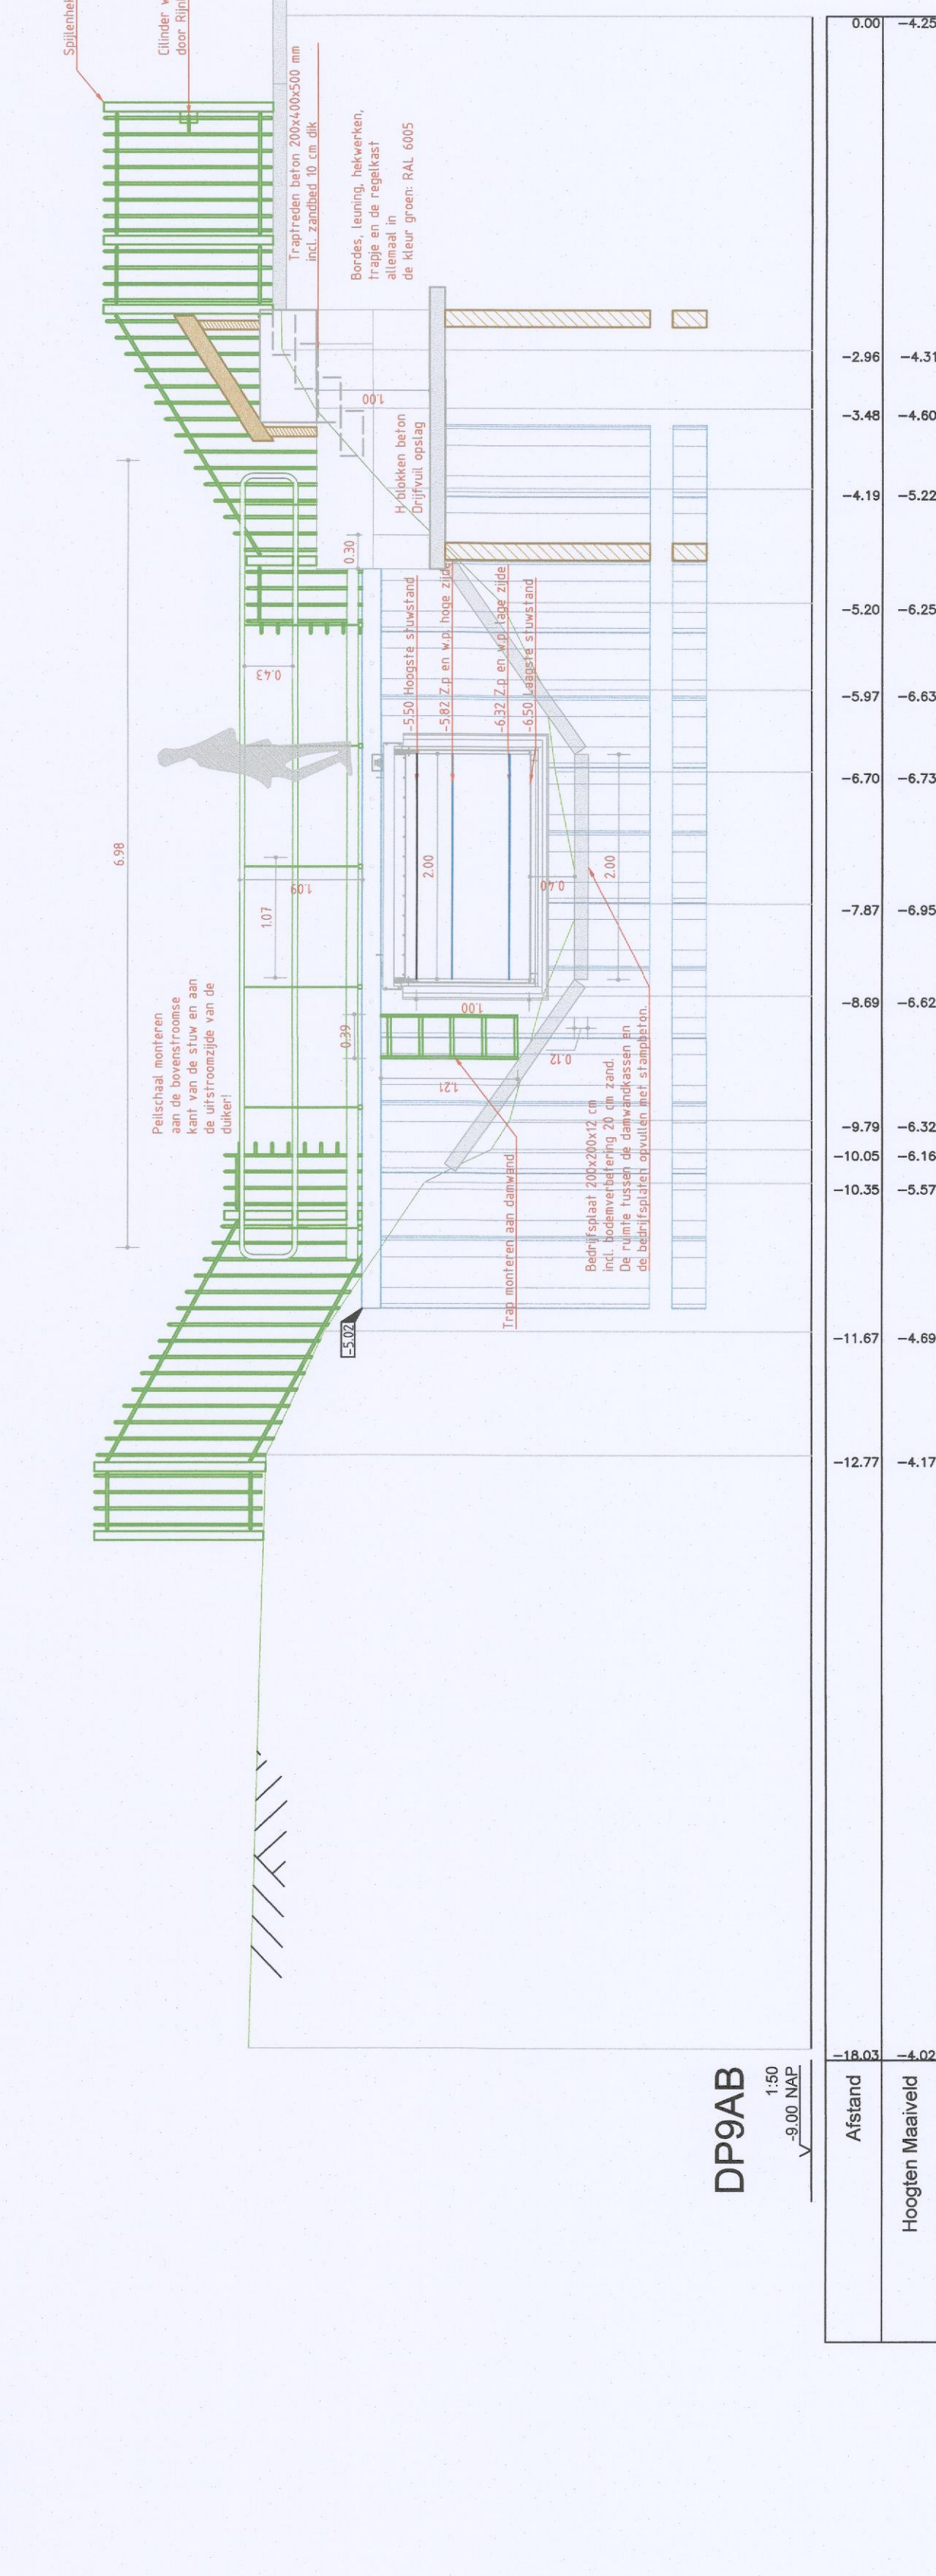 Spijlenhek
Cilinder
door Rijn
Traptreden beton 200x400x500 mm
incl. zandbed 10 cm dik
Bordes, leuning, hekwerken,
trapje en de regelkast
allemaal in
de kleur groen: RAL 6005
1.00
H blokken beton
Drijfvuil opslag
0.30
0.43
6.98
1.09
1.07
0.39
-5.50 Hoogste stuwstand
-5.82 Z.p en w.p. hoge zijde
-6.32 Z.p en w.p. lage zijde
-6.50 Laagste stuwstand
2.00
0.40
2.00
1.00
0.12
1.21
Peilschaal monteren
aan de bovenstroomse
kant van de stuw en aan
de uitstroomzijde van de
duiker!
Trap monteren aan damwand
Bedrijfsplaat 200x200x12 cm
incl. bodemverbetering 20 cm zand.
De ruimte tussen de damwandkassen en
de bedrijfsplaten opvullen met stampbeton.
-5.02
DP9AB
1:50
-9.00 NAP
Afstand
Hoogten Maaiveld
0.00 -4.25
-2.96 -4.31
-3.48 -4.60
-4.19 -5.22
-5.20 -6.25
-5.97 -6.63
-6.70 -6.73
-7.87 -6.95
-8.69 -6.62
-9.79 -6.32
-10.05 -6.16
-10.35 -5.57
-11.67 -4.69
-12.77 -4.17
-18.03 -4.02